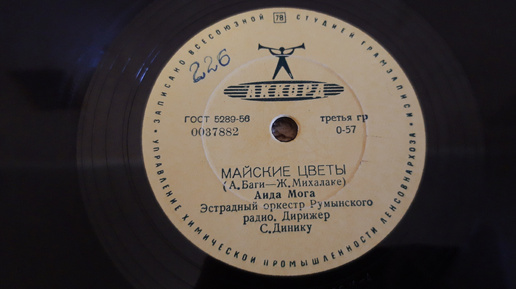 ЗАПИСАНО ВСЕСОЮЗНОЙ 78 СТУДИЕЙ ГРАМЗАПИСИ
226
АККОРД
ГОСТ 5289-56 третья гр
0037882 0-57
МАЙСКИЕ ЦВЕТЫ
(А.Баги—Ж.Михалаке)
Аида Мога
Эстрадный оркестр Румынского
радио. Дирижер
С.Динику
УПРАВЛЕНИЕ ХИМИЧЕСКОЙ ПРОМЫШЛЕННОСТИ ЛЕНСОВНАРХОЗА